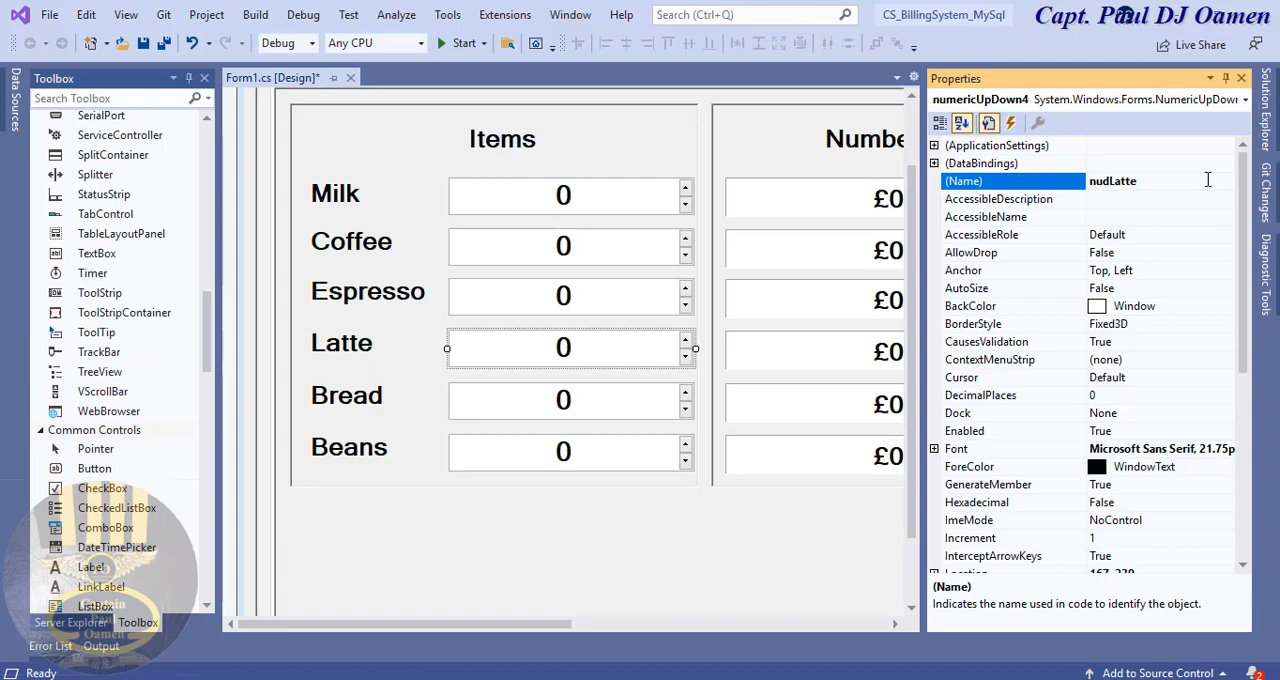 File Edit View Git Project Build Debug Test Analyze Tools Extensions Window Help Search (Ctrl+Q) CS_BillingSystem_MySql
Capt. Paul DJ Oamen
Debug Any CPU Start Live Share
Toolbox
Form1.cs [Design]*
Properties
Data Sources
Search Toolbox
SerialPort
ServiceController
SplitContainer
Splitter
StatusStrip
TabControl
TableLayoutPanel
TextBox
Timer
ToolStrip
ToolStripContainer
ToolTip
TrackBar
TreeView
VScrollBar
WebBrowser
Common Controls
Pointer
Button
CheckBox
CheckedListBox
ComboBox
DateTimePicker
Label
LinkLabel
ListBox
Captain
Paul
Oamen
Server Explorer Toolbox
Error List Output
Items
Milk 0
Coffee 0
Espresso 0
Latte 0
Bread 0
Beans 0
Numbe
£0
£0
£0
£0
£0
£0
numericUpDown4 System.Windows.Forms.NumericUpDown
(ApplicationSettings)
(DataBindings)
(Name) nudLatte
AccessibleDescription
AccessibleName
AccessibleRole Default
AllowDrop False
Anchor Top, Left
AutoSize False
BackColor Window
BorderStyle Fixed3D
CausesValidation True
ContextMenuStrip (none)
Cursor Default
DecimalPlaces 0
Dock None
Enabled True
Font Microsoft Sans Serif, 21.75p
ForeColor WindowText
GenerateMember True
Hexadecimal False
ImeMode NoControl
Increment 1
InterceptArrowKeys True
Location 167, 220
(Name)
Indicates the name used in code to identify the object.
Solution Explorer
Git Changes
Diagnostic Tools
Ready
Add to Source Control
2